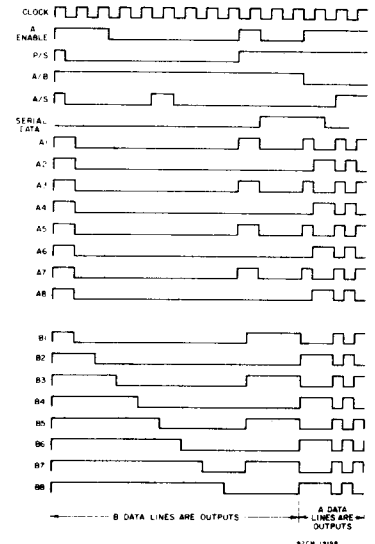 CLOCK
A
ENABLE
P/S
A/B
A/S
SERIAL
DATA
A1
A2
A3
A4
A5
A6
A7
A8
B1
B2
B3
B4
B5
B6
B7
B8
B DATA LINES ARE OUTPUTS
A DATA
LINES ARE
OUTPUTS